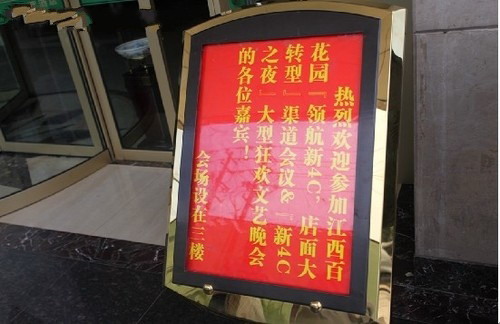 热烈欢迎参加江西百
花园『领航新4C- 店面大
转型』渠道会议&『新4C
之夜』大型狂欢文艺晚会
的各位嘉宾！
会场设在三楼